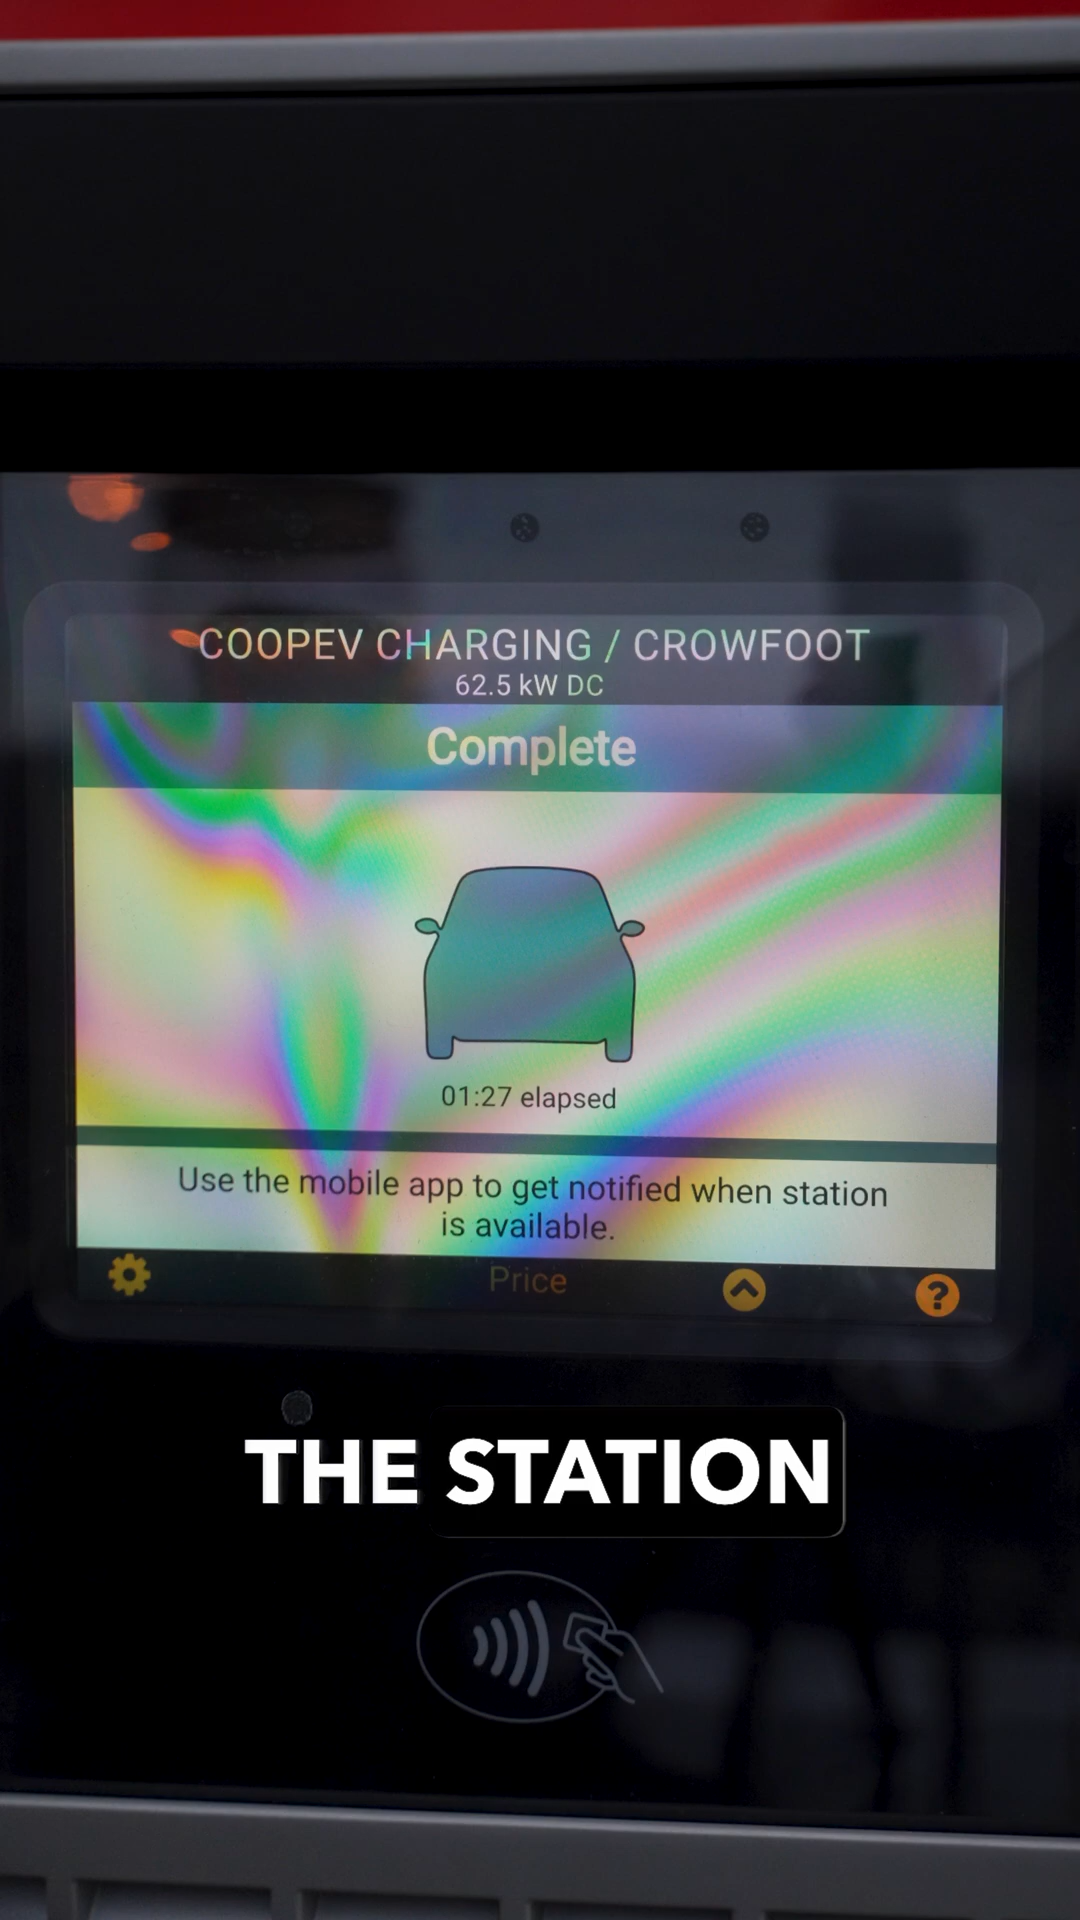 COOPEV CHARGING / CROWFOOT
62.5 kW DC
Complete
01:27 elapsed
Use the mobile app to get notified when station
is available.
Price
?
THE STATION